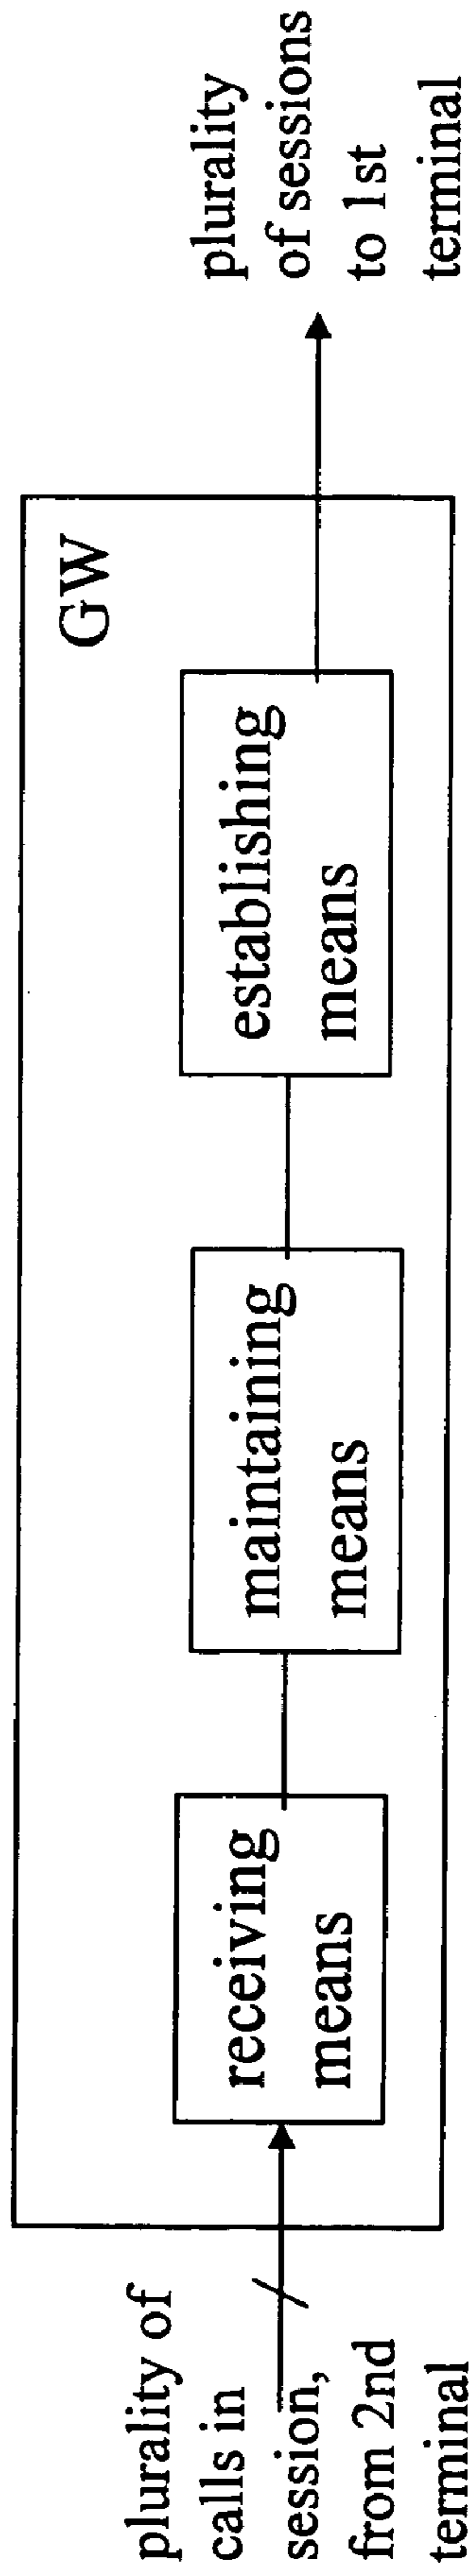 plurality of
calls in
session,
from 2nd
terminal
receiving
means
maintaining
means
establishing
means
GW
plurality
of sessions
to 1st
terminal